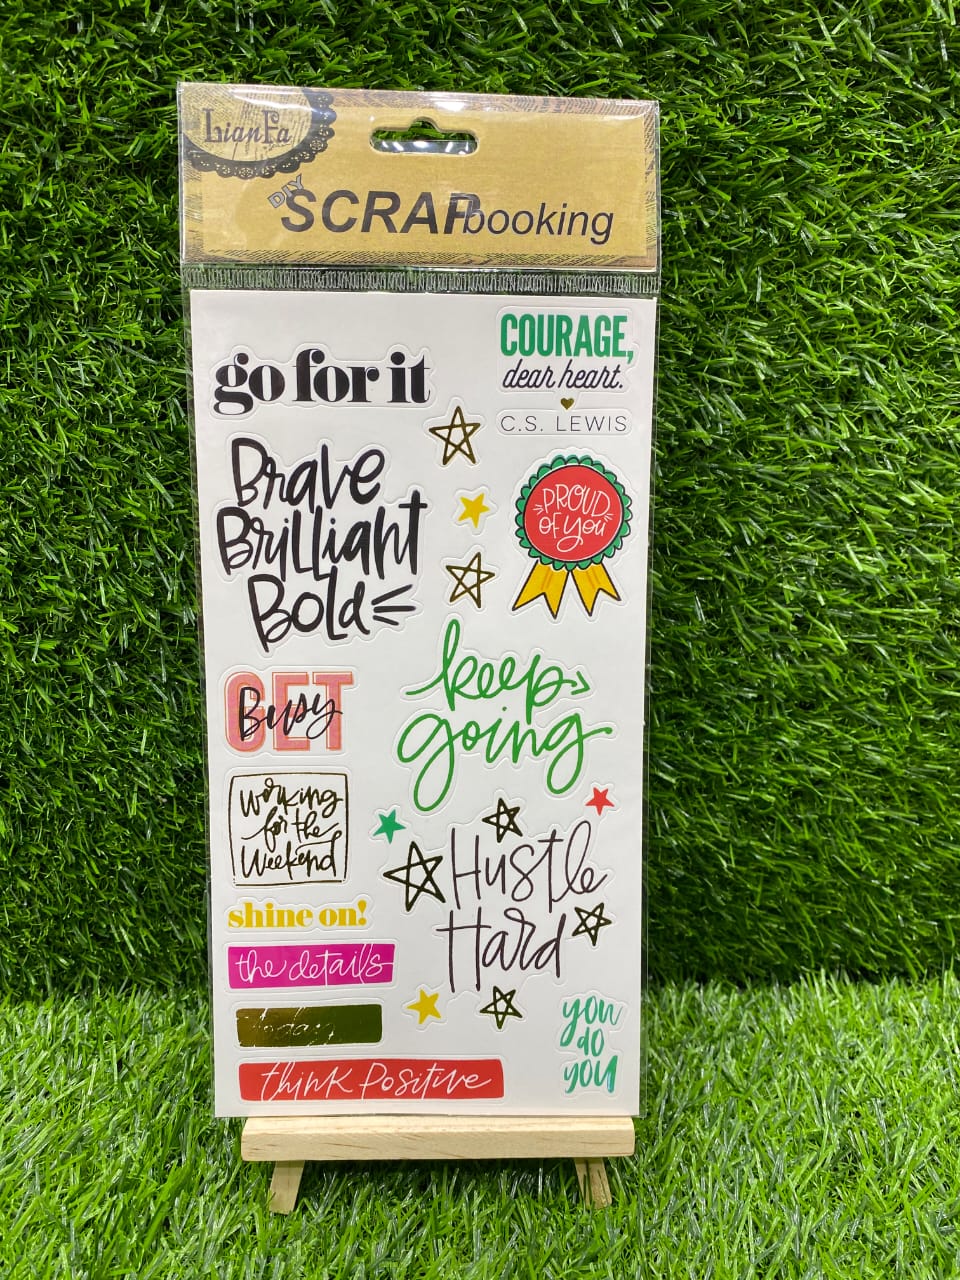 LianFa
DIY
SCRAPbooking
go for it
COURAGE,
dear heart.
C.S. LEWIS
Brave
Brilliant
Bold
PROUD
of you
GET
Busy
keep
going
working
for the
Weekend
Hustle
Hard
shine on!
the details
today
you
do
you
think positive